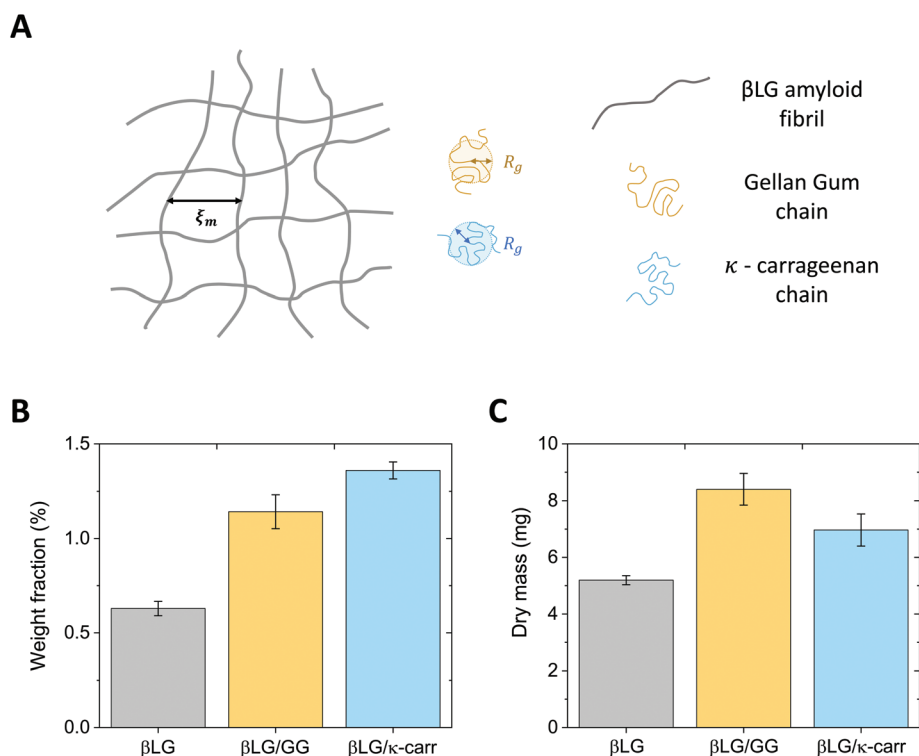 A
ξm
Rg
Rg
βLG amyloid
fibril
Gellan Gum
chain
κ - carrageenan
chain
B
Weight fraction (%)
1.5
1.0
0.5
0.0
βLG
βLG/GG
βLG/κ-carr
C
Dry mass (mg)
10
8
6
4
2
0
βLG
βLG/GG
βLG/κ-carr